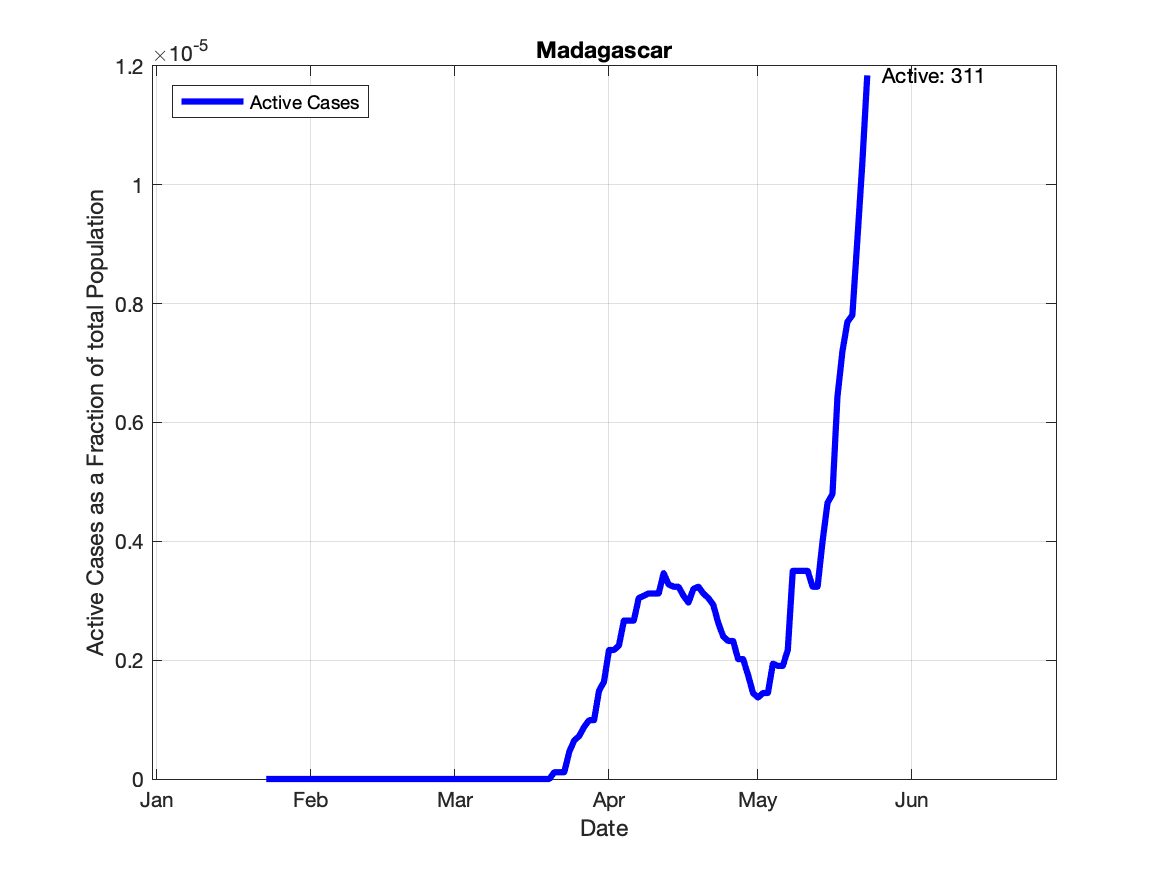 Madagascar
×10-5
Active: 311
Active Cases
1.2
1
0.8
0.6
0.4
0.2
0
Active Cases as a Fraction of total Population
Jan Feb Mar Apr May Jun
Date